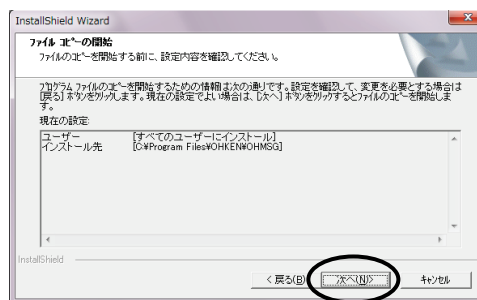 InstallShield Wizard
ファイル コピーの開始
ファイルのコピーを開始する前に、設定内容を確認してください。
プログラム ファイルのコピーを開始するための情報は次の通りです。設定を確認して、変更を必要とする場合は
[戻る] ボタンをクリックします。現在の設定でよい場合は、[次へ] ボタンをクリックするとファイルのコピーを開始しま
す。
現在の設定:
ユーザー [すべてのユーザーにインストール]
インストール先 [C:¥Program Files¥OHKEN¥OHMSG]
InstallShield
< 戻る(B) 次へ(N)> キャンセル